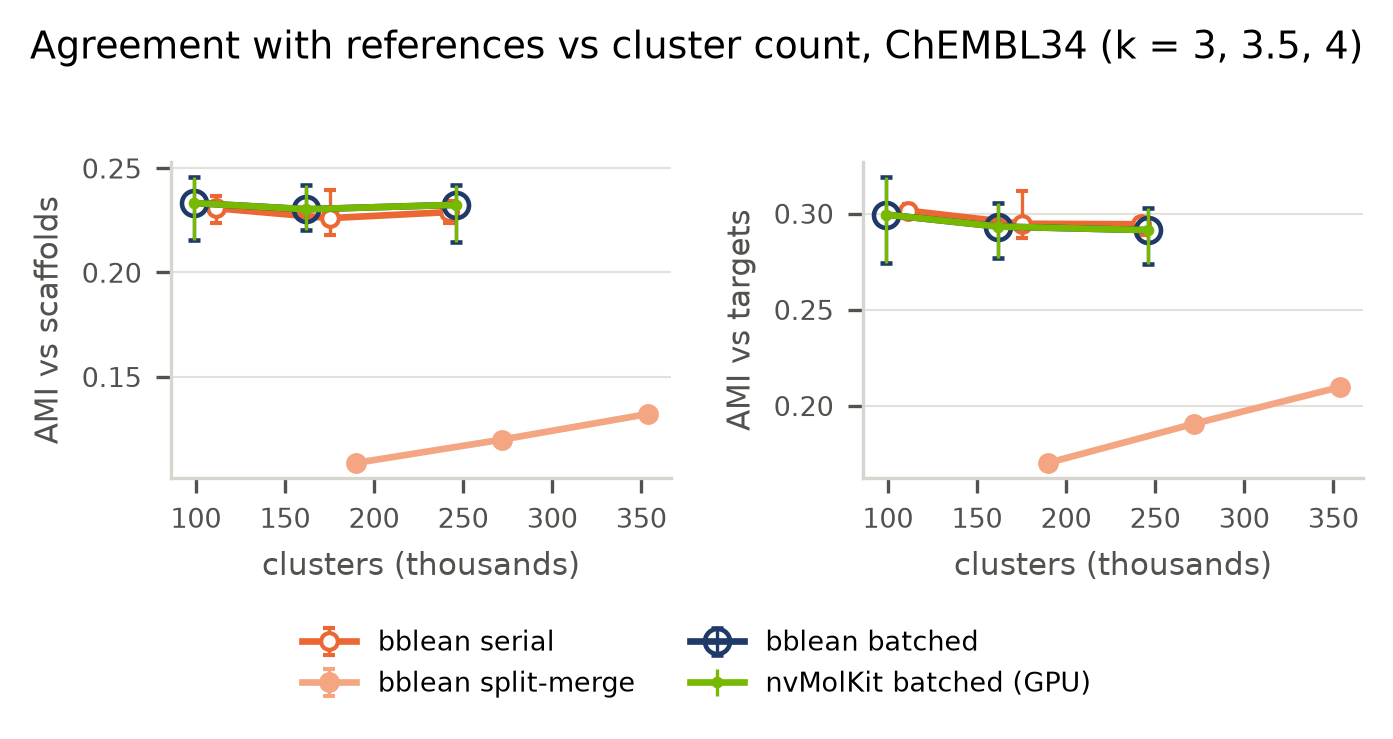 Agreement with references vs cluster count, ChEMBL34 (k = 3, 3.5, 4)
AMI vs scaffolds
0.25
0.20
0.15
100 150 200 250 300 350
clusters (thousands)
AMI vs targets
0.30
0.25
0.20
100 150 200 250 300 350
clusters (thousands)
bblean serial
bblean split-merge
bblean batched
nvMolKit batched (GPU)